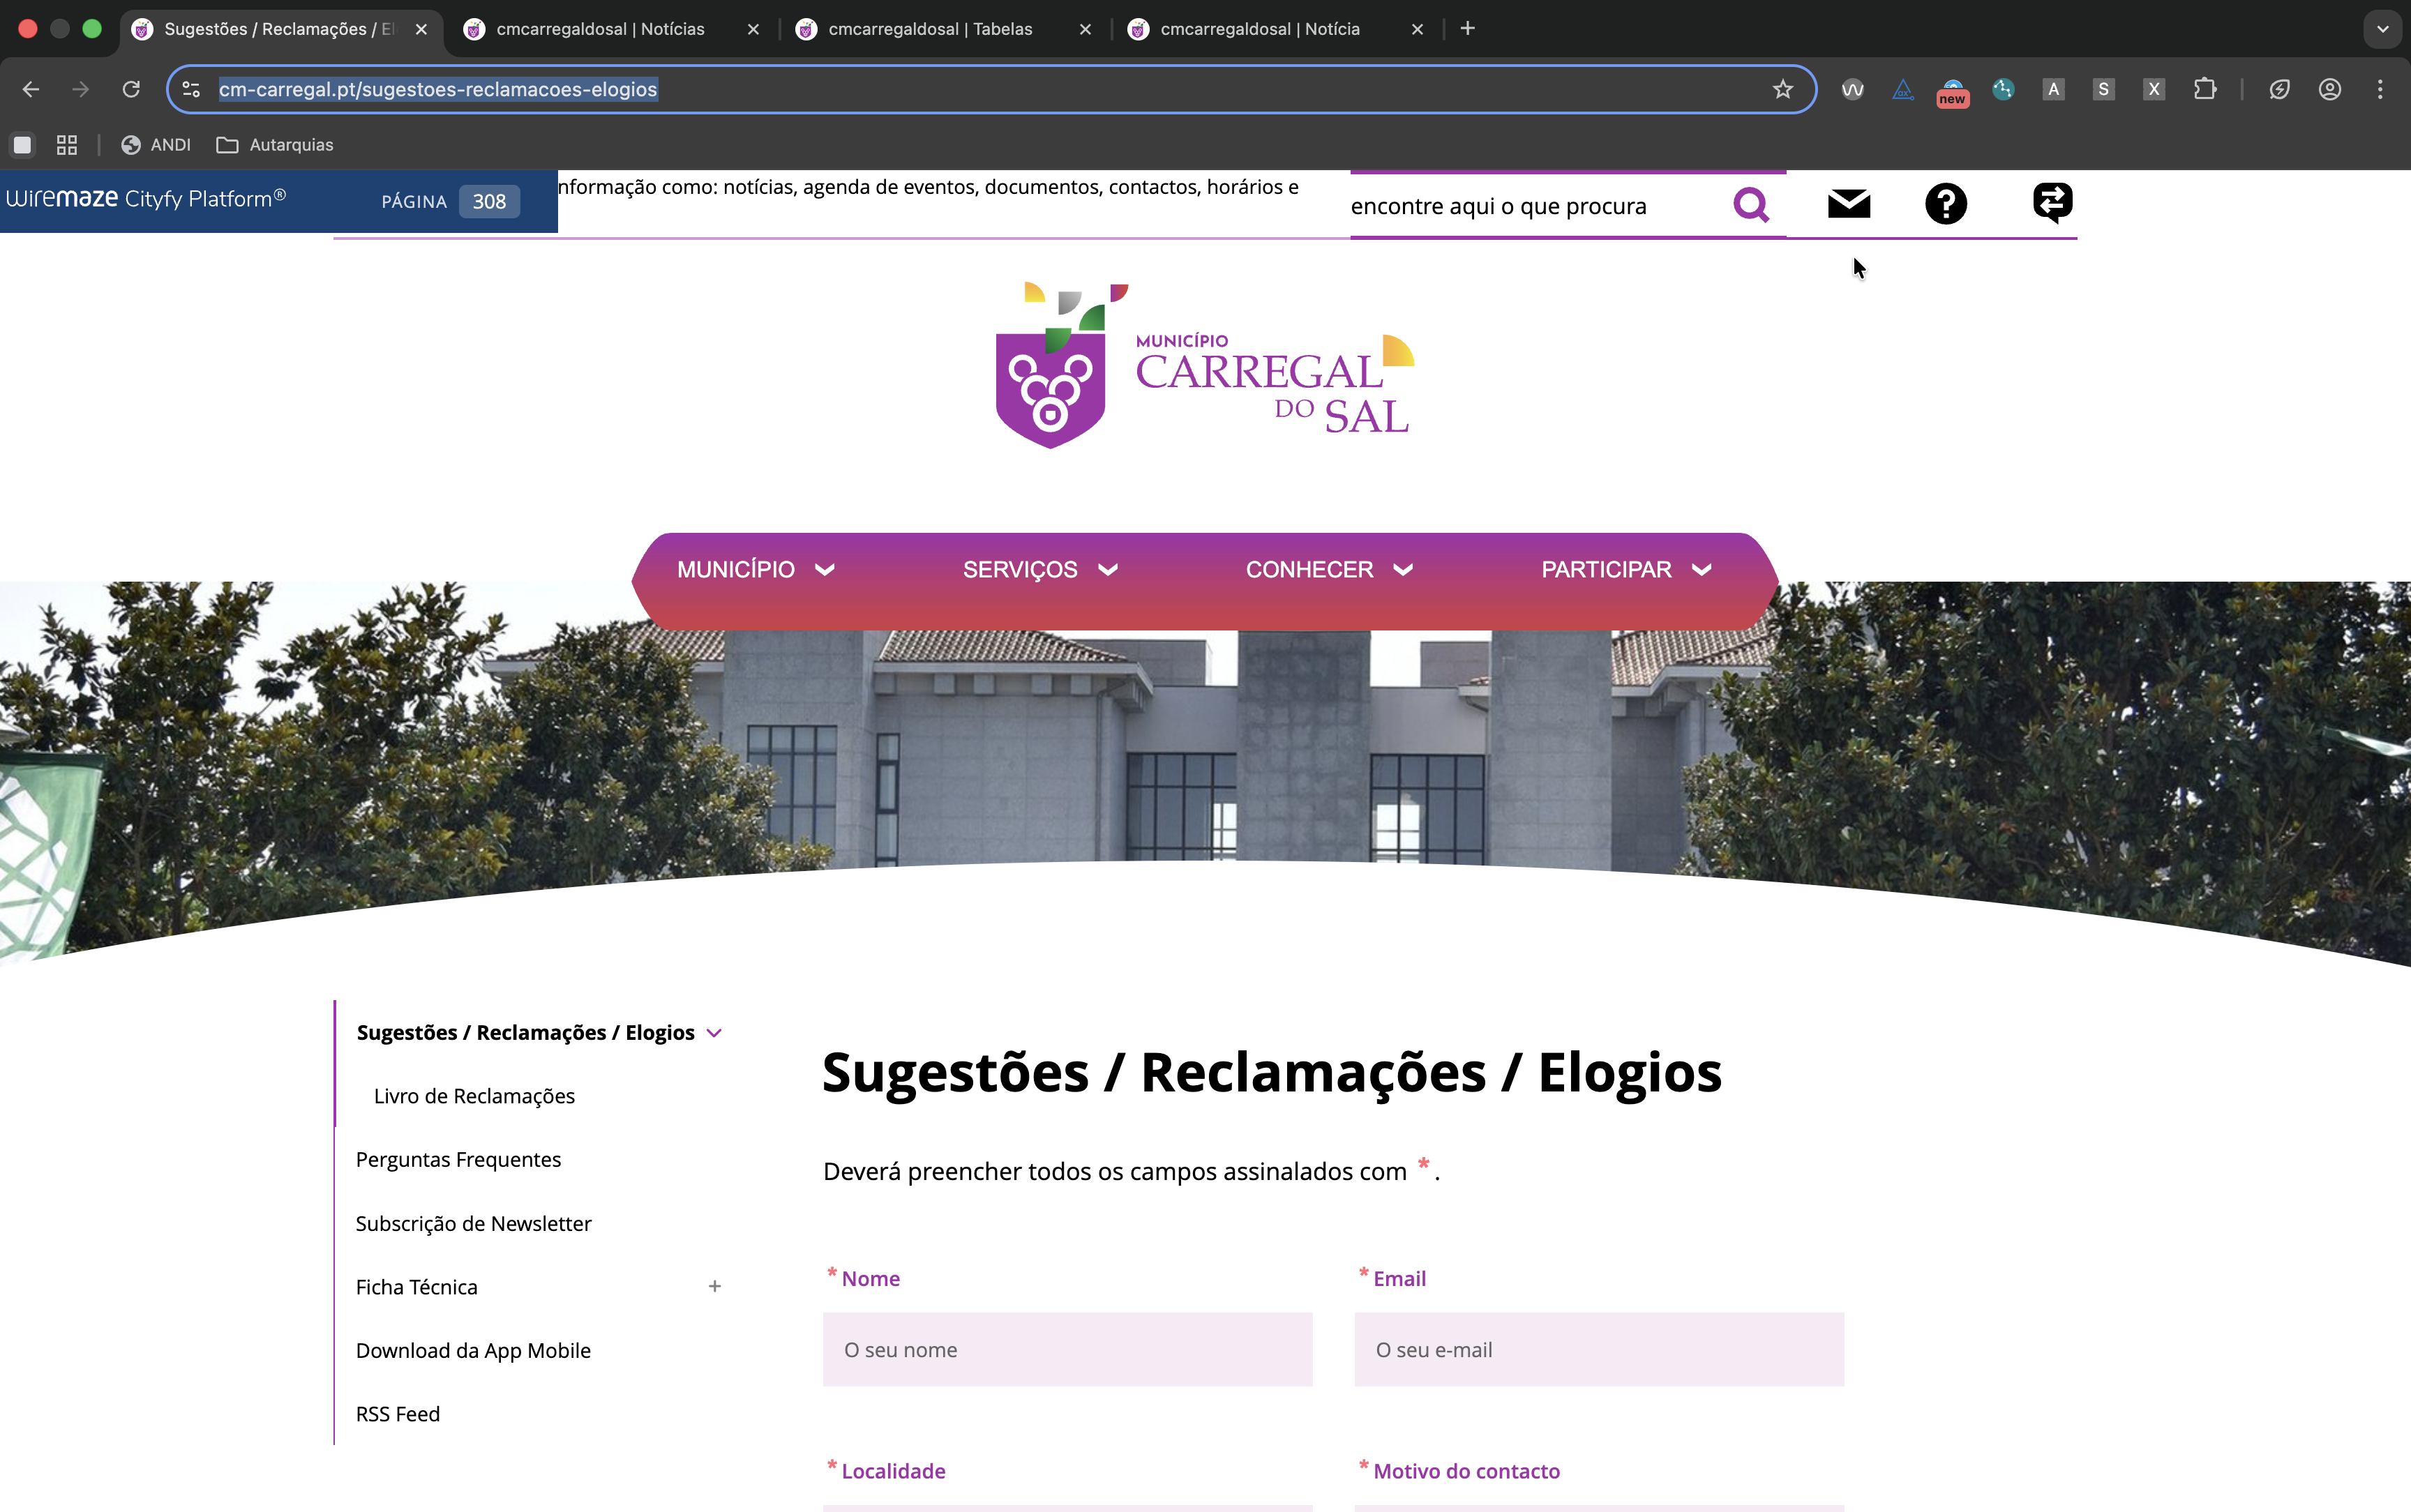 Sugestões / Reclamações / El
cmcarregaldosal | Notícias
cmcarregaldosal | Tabelas
cmcarregaldosal | Notícia
cm-carregal.pt/sugestoes-reclamacoes-elogios
new
A
S
X
ANDI
Autarquias
wiremaze Cityfy Platform®
PÁGINA 308
nformação como: notícias, agenda de eventos, documentos, contactos, horários e
encontre aqui o que procura
MUNICÍPIO
CARREGAL
DO SAL
MUNICÍPIO
SERVIÇOS
CONHECER
PARTICIPAR
Sugestões / Reclamações / Elogios
Livro de Reclamações
Perguntas Frequentes
Subscrição de Newsletter
Ficha Técnica
Download da App Mobile
RSS Feed
Sugestões / Reclamações / Elogios
Deverá preencher todos os campos assinalados com * .
* Nome
* Email
O seu nome
O seu e-mail
* Localidade
* Motivo do contacto